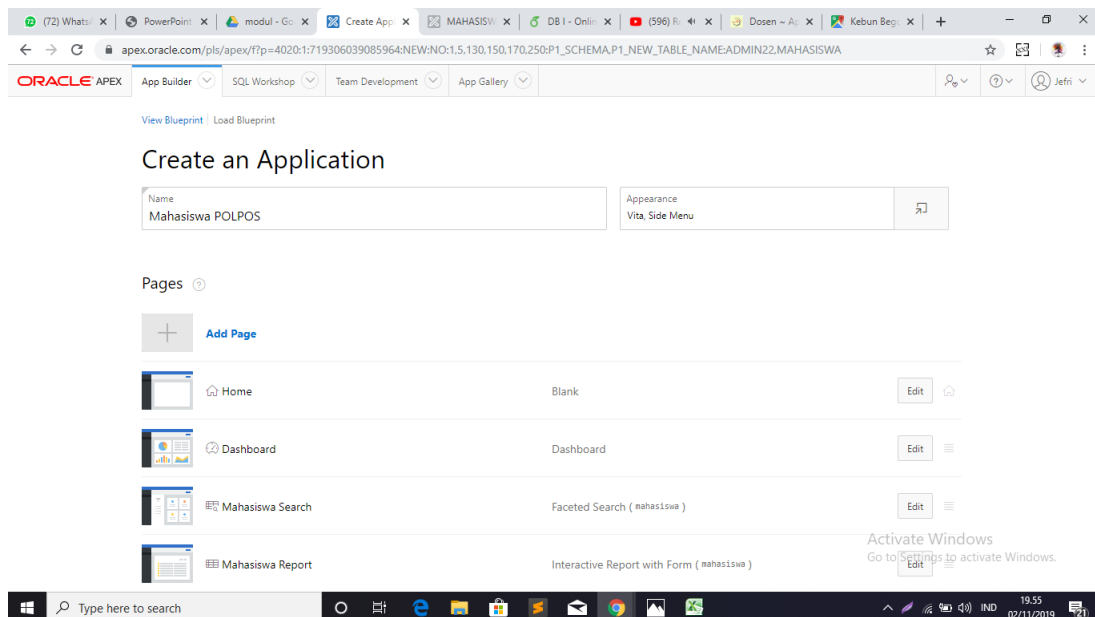 (72) Whats
PowerPoint
modul - Go
Create App
MAHASISW
DB I - Onlin
(596) R
Dosen ~ Ap
Kebun Beg
apex.oracle.com/pls/apex/f?p=4020:1:719306039085964:NEW:NO:1,5,130,150,170,250:P1_SCHEMA,P1_NEW_TABLE_NAME:ADMIN22,MAHASISWA
ORACLE APEX App Builder SQL Workshop Team Development App Gallery Jefri
View Blueprint Load Blueprint
Create an Application
Name
Mahasiswa POLPOS
Appearance
Vita, Side Menu
Pages
Add Page
Home Blank Edit
Dashboard Dashboard Edit
Mahasiswa Search Faceted Search ( mahasiswa ) Edit
Mahasiswa Report Interactive Report with Form ( mahasiswa ) Edit
Activate Windows
Go to Settings to activate Windows.
Type here to search
IND
19.55
02/11/2019
21